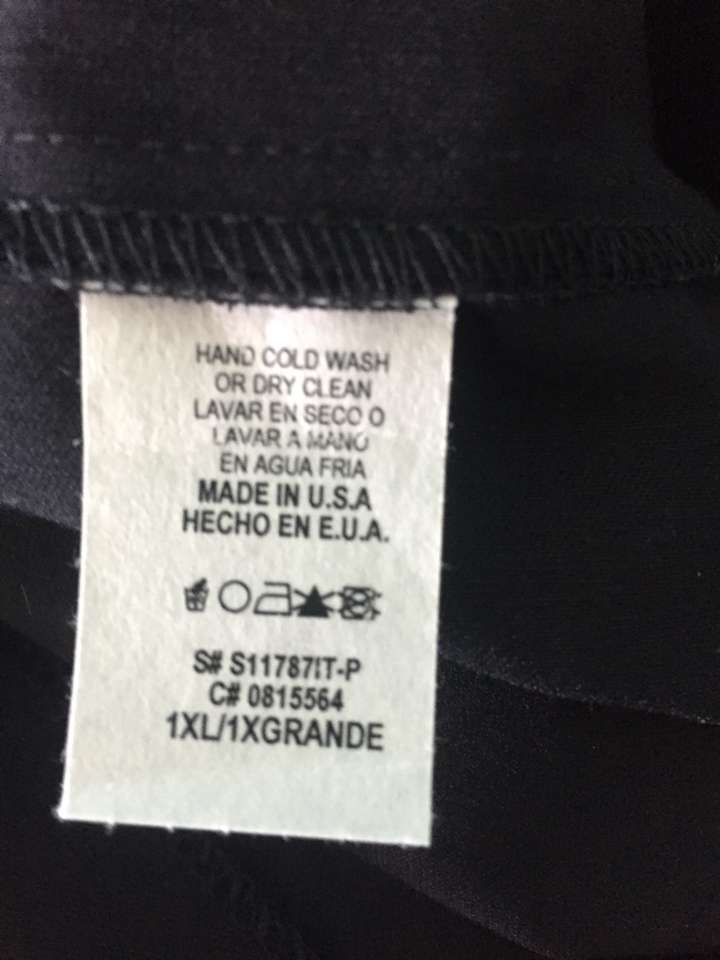 HAND COLD WASH
OR DRY CLEAN
LAVAR EN SECO O
LAVAR A MANO
EN AGUA FRIA
MADE IN U.S.A
HECHO EN E.U.A.
S# S11787IT-P
C# 0815564
1XL/1XGRANDE